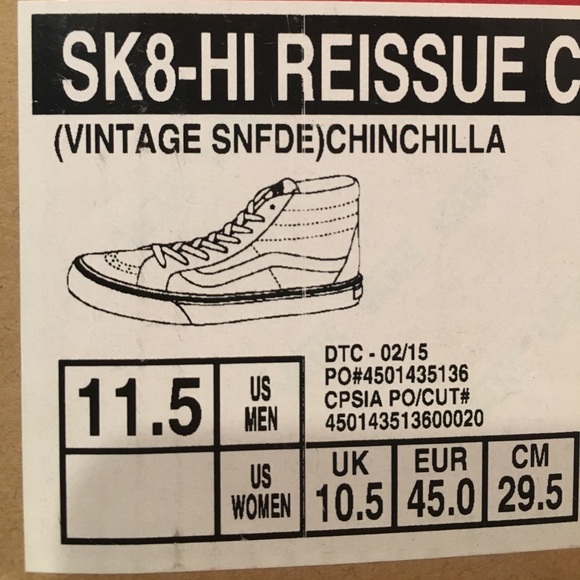 SK8-HI REISSUE C
(VINTAGE SNFDE)CHINCHILLA
DTC - 02/15
PO#4501435136
CPSIA PO/CUT#
450143513600020
11.5 US MEN
US WOMEN
UK 10.5
EUR 45.0
CM 29.5